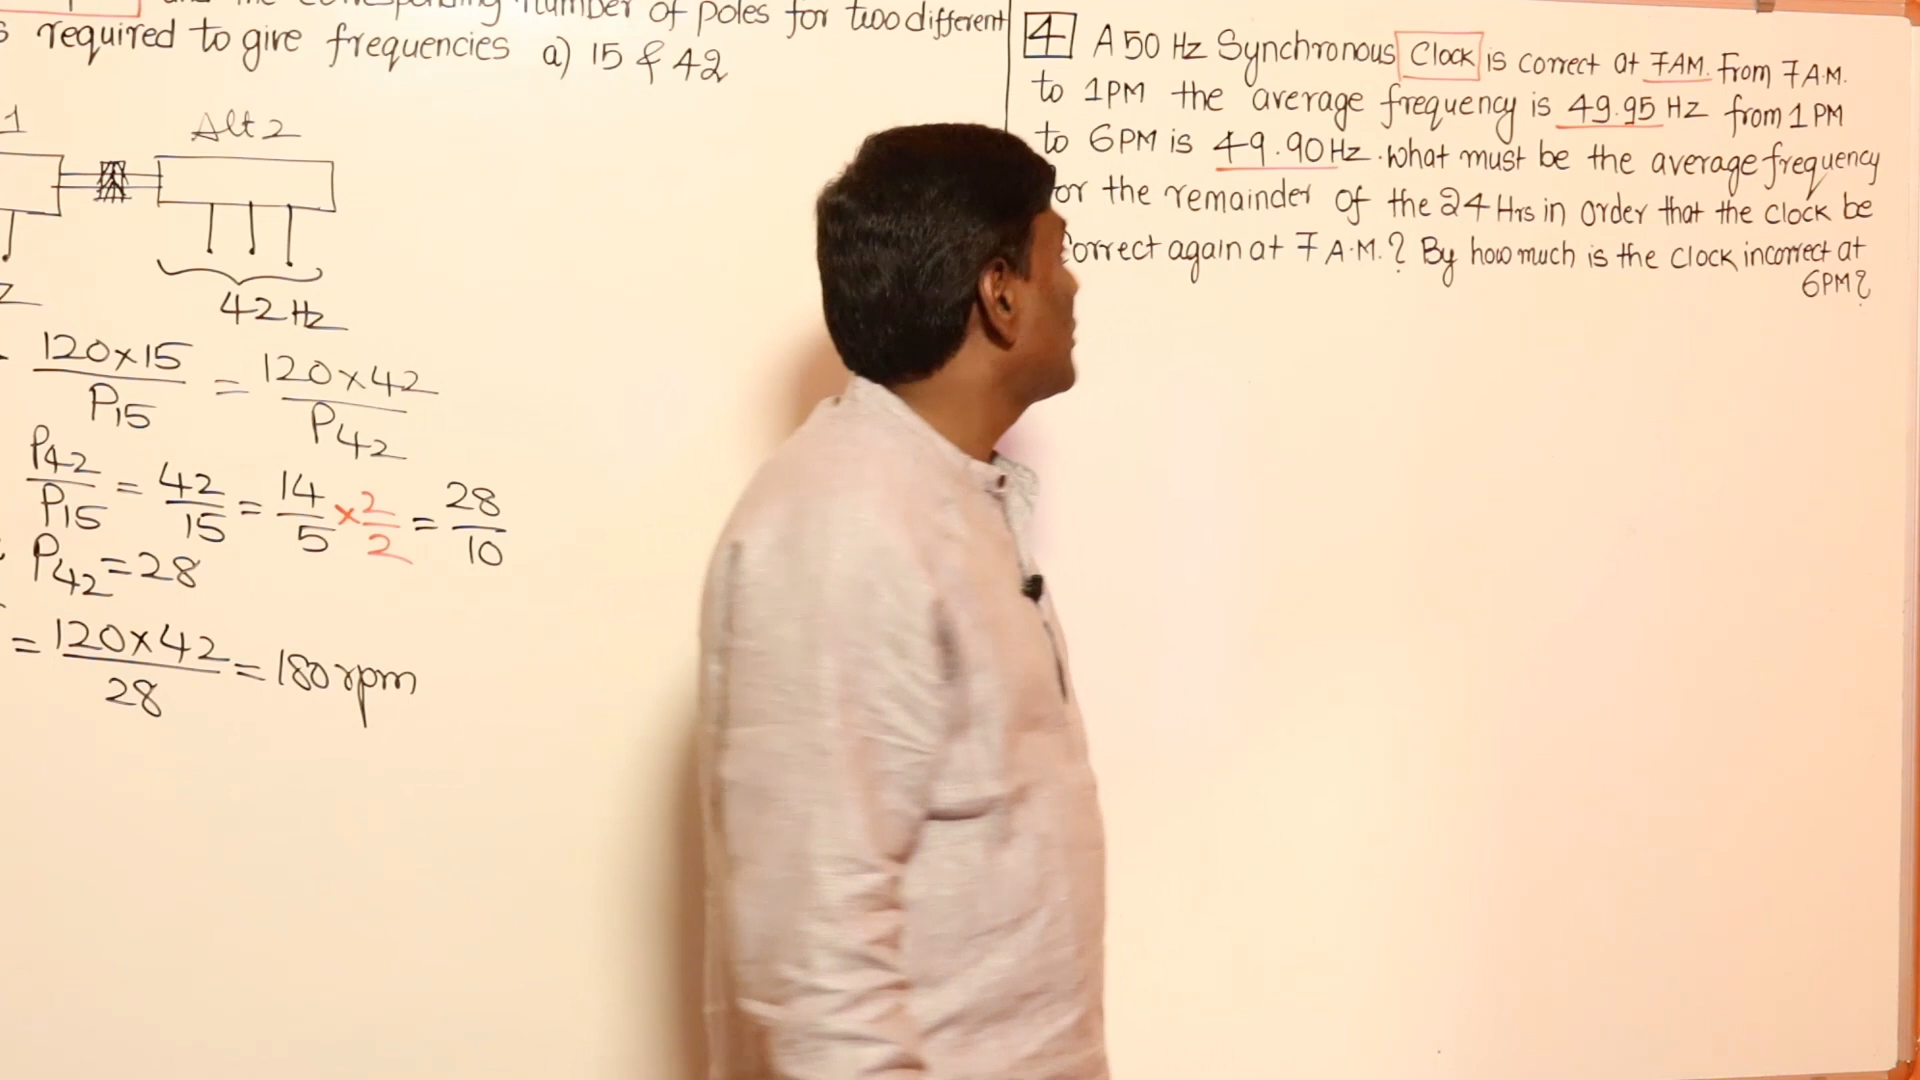 number of poles for two different
required to give frequencies a) 15 & 42
1 Alt 2
42 Hz
120×15 / P15 = 120×42 / P42
P42 / P15 = 42 / 15 = 14 / 5 × 2 / 2 = 28 / 10
P42 = 28
= 120×42 / 28 = 180 rpm
4 A 50 Hz Synchronous Clock is correct at 7AM. From 7A.M.
to 1PM the average frequency is 49.95 Hz from 1PM
to 6PM is 49.90Hz. What must be the average frequency
or the remainder of the 24 Hrs in order that the clock be
orrect again at 7 A.M.? By how much is the clock incorrect at
6PM?